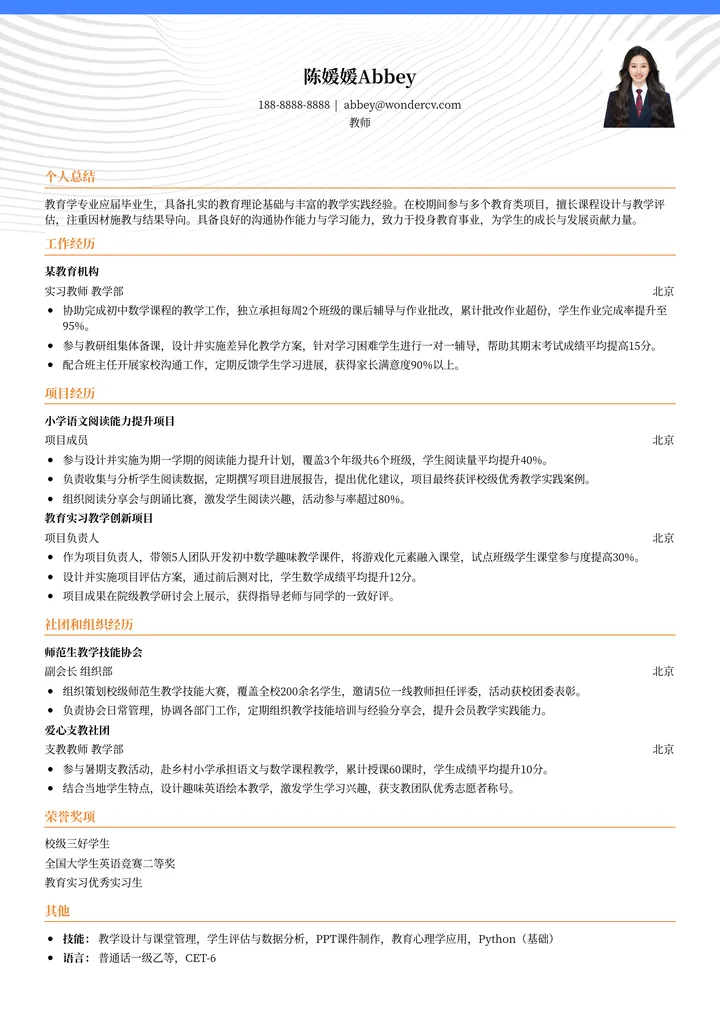 陈媛媛Abbey
188-8888-8888 | abbey@wondercv.com
教师
个人总结
教育学专业应届毕业生，具备扎实的教育理论基础与丰富的教学实践经验。在校期间参与多个教育类项目，擅长课程设计与教学评
估，注重因材施教与结果导向。具备良好的沟通协作能力与学习能力，致力于投身教育事业，为学生的成长与发展贡献力量。
工作经历
某教育机构
实习教师 教学部 北京
• 协助完成初中数学课程的教学工作，独立承担每周2个班级的课后辅导与作业批改，累计批改作业超份，学生作业完成率提升至
95%。
• 参与教研组集体备课，设计并实施差异化教学方案，针对学习困难学生进行一对一辅导，帮助其期末考试成绩平均提高15分。
• 配合班主任开展家校沟通工作，定期反馈学生学习进展，获得家长满意度90%以上。
项目经历
小学语文阅读能力提升项目
项目成员 北京
• 参与设计并实施为期一学期的阅读能力提升计划，覆盖3个年级共6个班级，学生阅读量平均提升40%。
• 负责收集与分析学生阅读数据，定期撰写项目进展报告，提出优化建议，项目最终获评校级优秀教学实践案例。
• 组织阅读分享会与朗诵比赛，激发学生阅读兴趣，活动参与率超过80%。
教育实习教学创新项目
项目负责人 北京
• 作为项目负责人，带领5人团队开发初中数学趣味教学课件，将游戏化元素融入课堂，试点班级学生课堂参与度提高30%。
• 设计并实施项目评估方案，通过前后测对比，学生数学成绩平均提升12分。
• 项目成果在院级教学研讨会上展示，获得指导老师与同学的一致好评。
社团和组织经历
师范生教学技能协会
副会长 组织部 北京
• 组织策划校级师范生教学技能大赛，覆盖全校200余名学生，邀请5位一线教师担任评委，活动获校团委表彰。
• 负责协会日常管理，协调各部门工作，定期组织教学技能培训与经验分享会，提升会员教学实践能力。
爱心支教社团
支教教师 教学部 北京
• 参与暑期支教活动，赴乡村小学承担语文与数学课程教学，累计授课60课时，学生成绩平均提升10分。
• 结合当地学生特点，设计趣味英语绘本教学，激发学生学习兴趣，获支教团队优秀志愿者称号。
荣誉奖项
校级三好学生
全国大学生英语竞赛二等奖
教育实习优秀实习生
其他
• 技能： 教学设计与课堂管理，学生评估与数据分析，PPT课件制作，教育心理学应用，Python（基础）
• 语言： 普通话一级乙等，CET-6